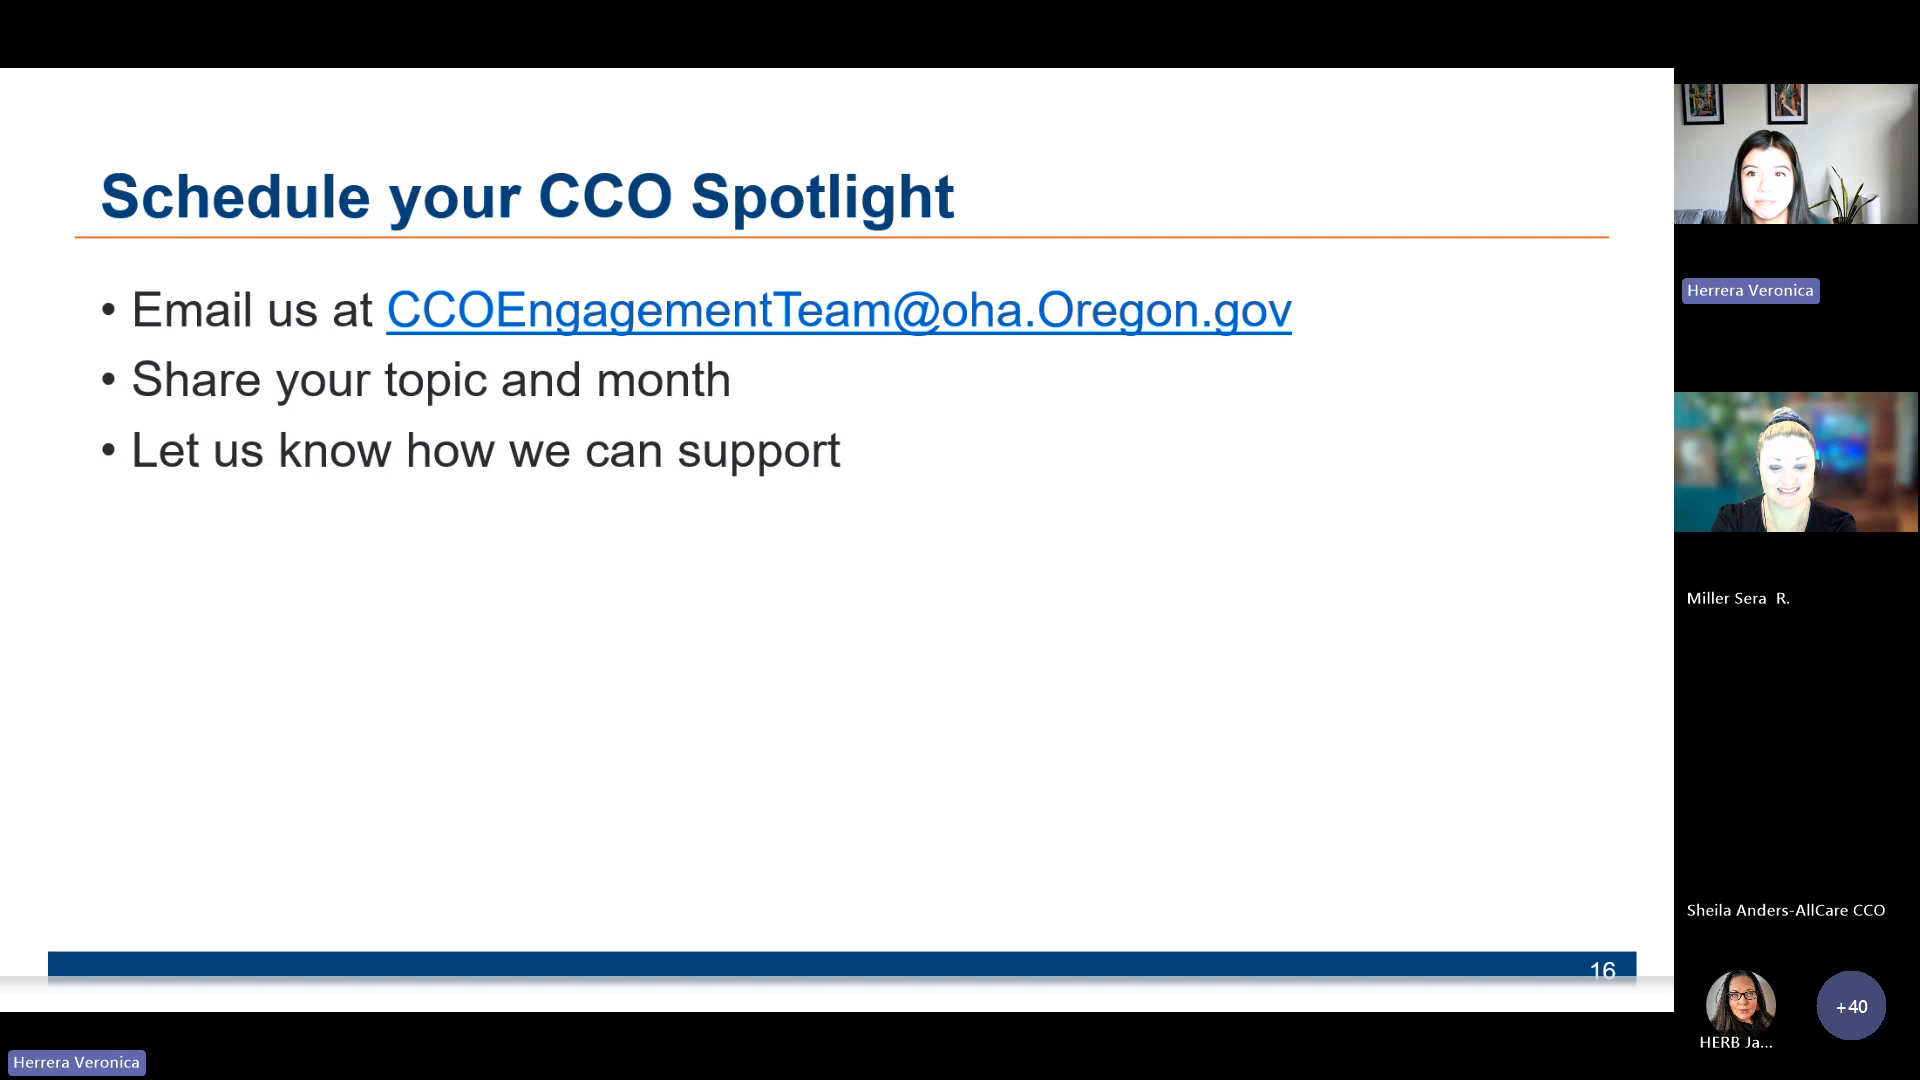 Schedule your CCO Spotlight
• Email us at CCOEngagementTeam@oha.Oregon.gov
• Share your topic and month
• Let us know how we can support
16
Herrera Veronica
Miller Sera R.
Sheila Anders-AllCare CCO
HERB Ja...
+40
Herrera Veronica